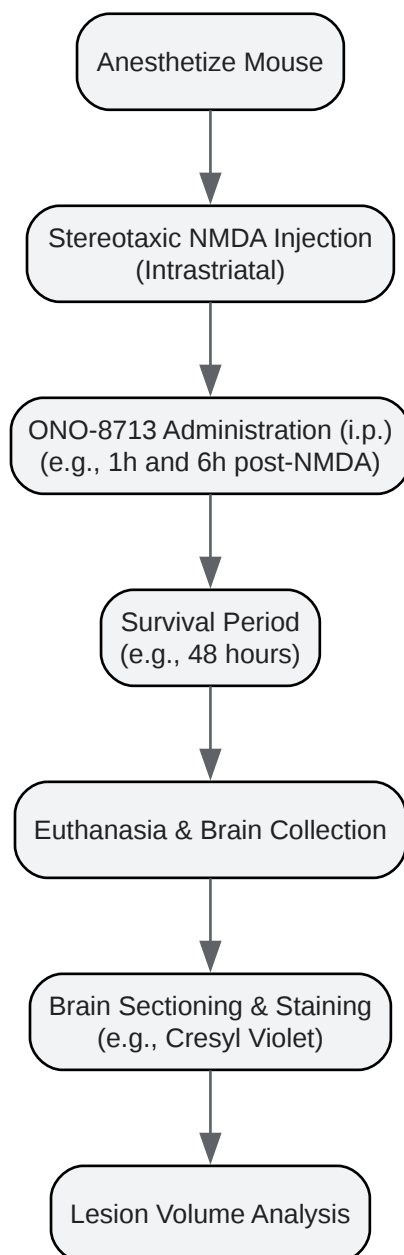 Anesthetize Mouse
Stereotaxic NMDA Injection
(Intrastriatal)
ONO-8713 Administration (i.p.)
(e.g., 1h and 6h post-NMDA)
Survival Period
(e.g., 48 hours)
Euthanasia & Brain Collection
Brain Sectioning & Staining
(e.g., Cresyl Violet)
Lesion Volume Analysis